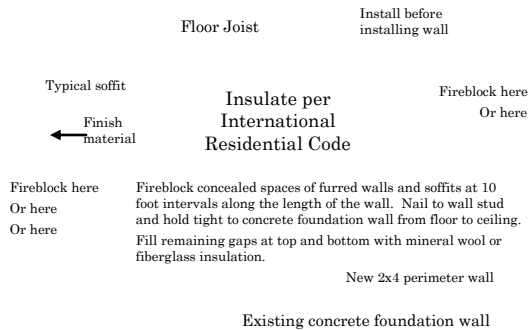 Install before
installing wall
Floor Joist
Typical soffit
Fireblock here
Or here
Insulate per
International
Residential Code
Finish
material
Fireblock here
Or here
Or here
Fireblock concealed spaces of furred walls and soffits at 10
foot intervals along the length of the wall.  Nail to wall stud
and hold tight to concrete foundation wall from floor to ceiling.
Fill remaining gaps at top and bottom with mineral wool or
fiberglass insulation.
New 2x4 perimeter wall
Existing concrete foundation wall